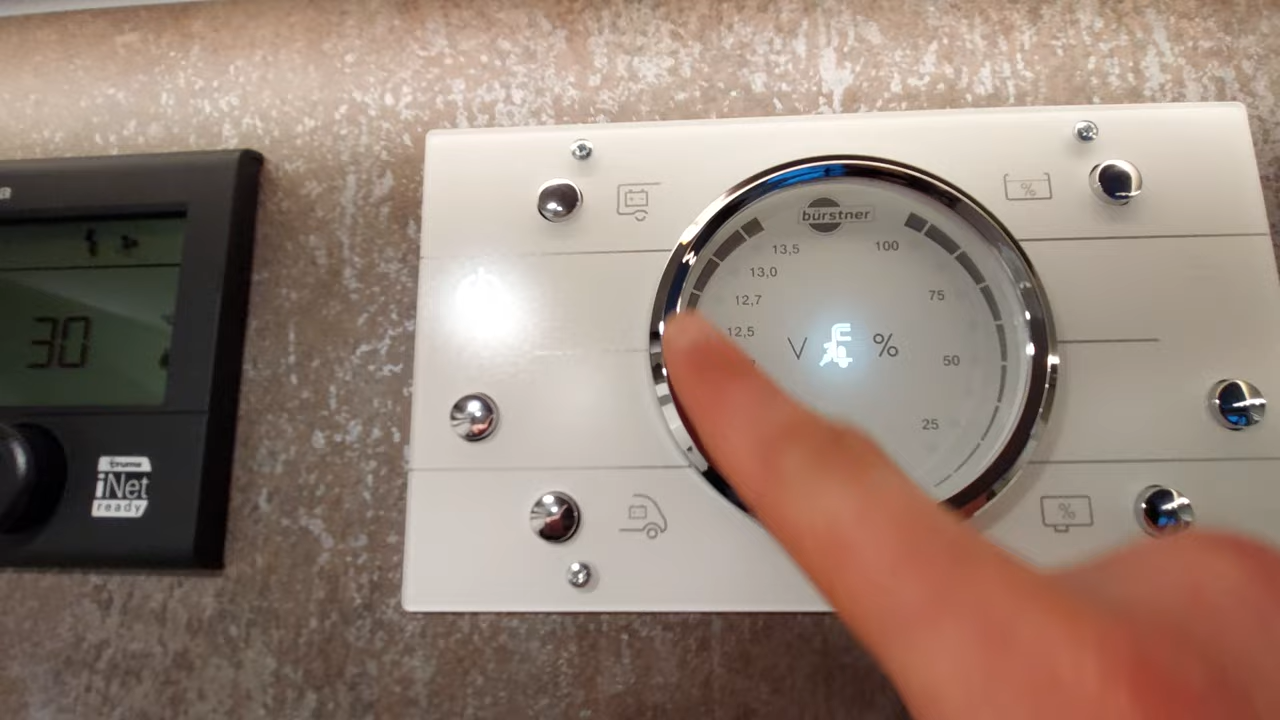 a
30
truma
iNet
ready
bürstner
13,5
13,0
12,7
12,5
V
%
100
75
50
25
%
%